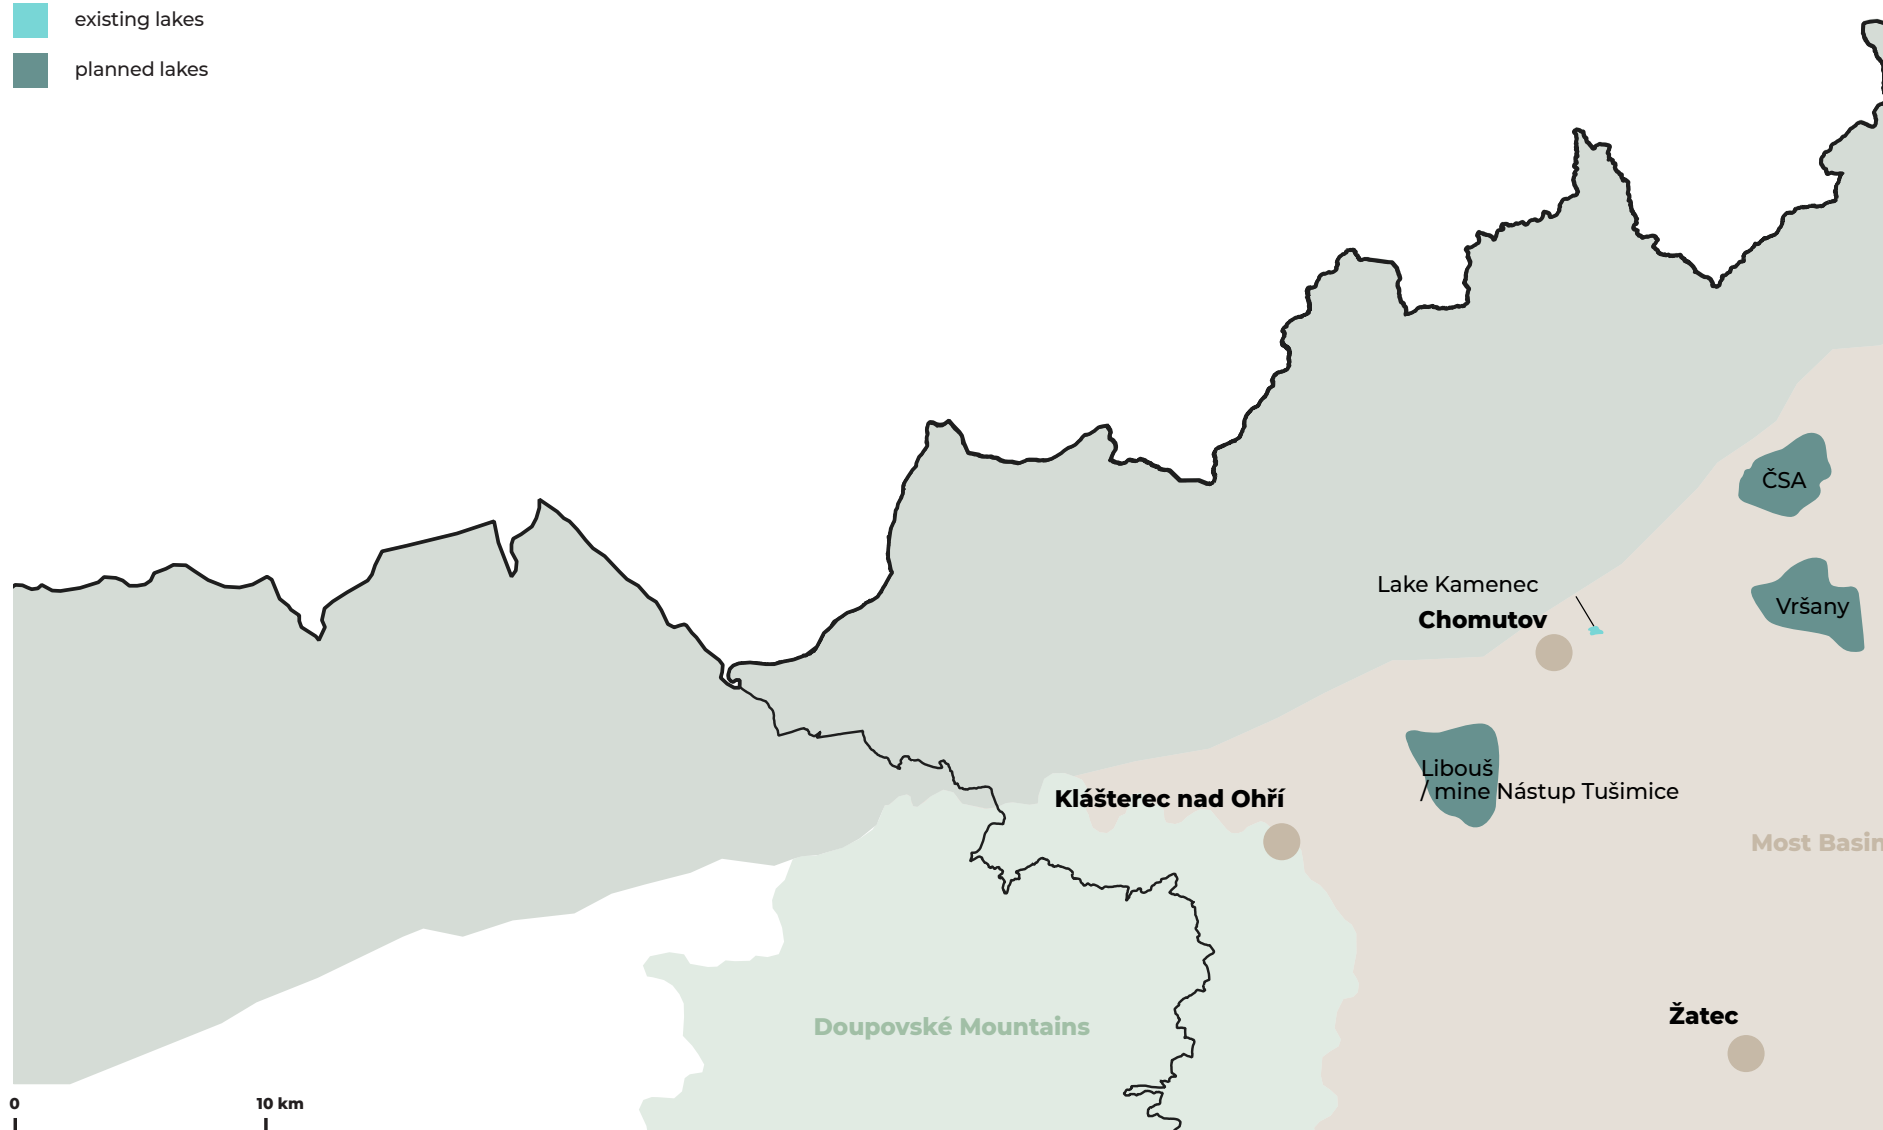 existing lakes
planned lakes
ČSA
Lake Kamenec
Vršany
Chomutov
Libouš
/ mine Nástup Tušimice
Klášterec nad Ohří
Most Basin
Žatec
Doupovské Mountains
0
10 km